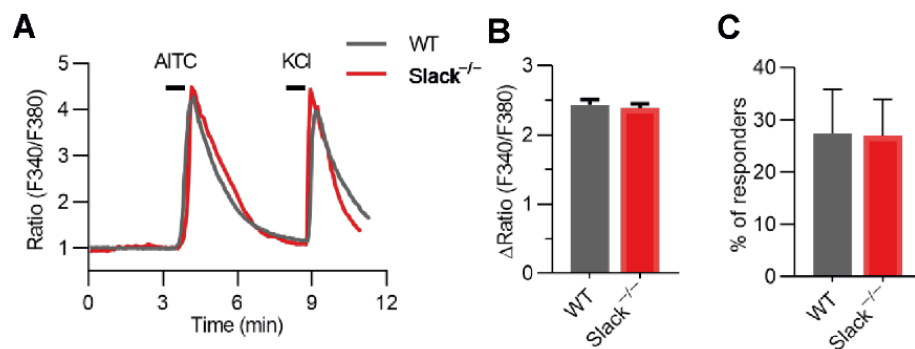 A
AITC
KCl
WT
Slack−/−
Ratio (F340/F380)
5
4
3
2
1
0
3
6
9
12
Time (min)
B
ΔRatio (F340/F380)
3
2
1
0
WT
Slack−/−
C
% of responders
40
30
20
10
0
WT
Slack−/−